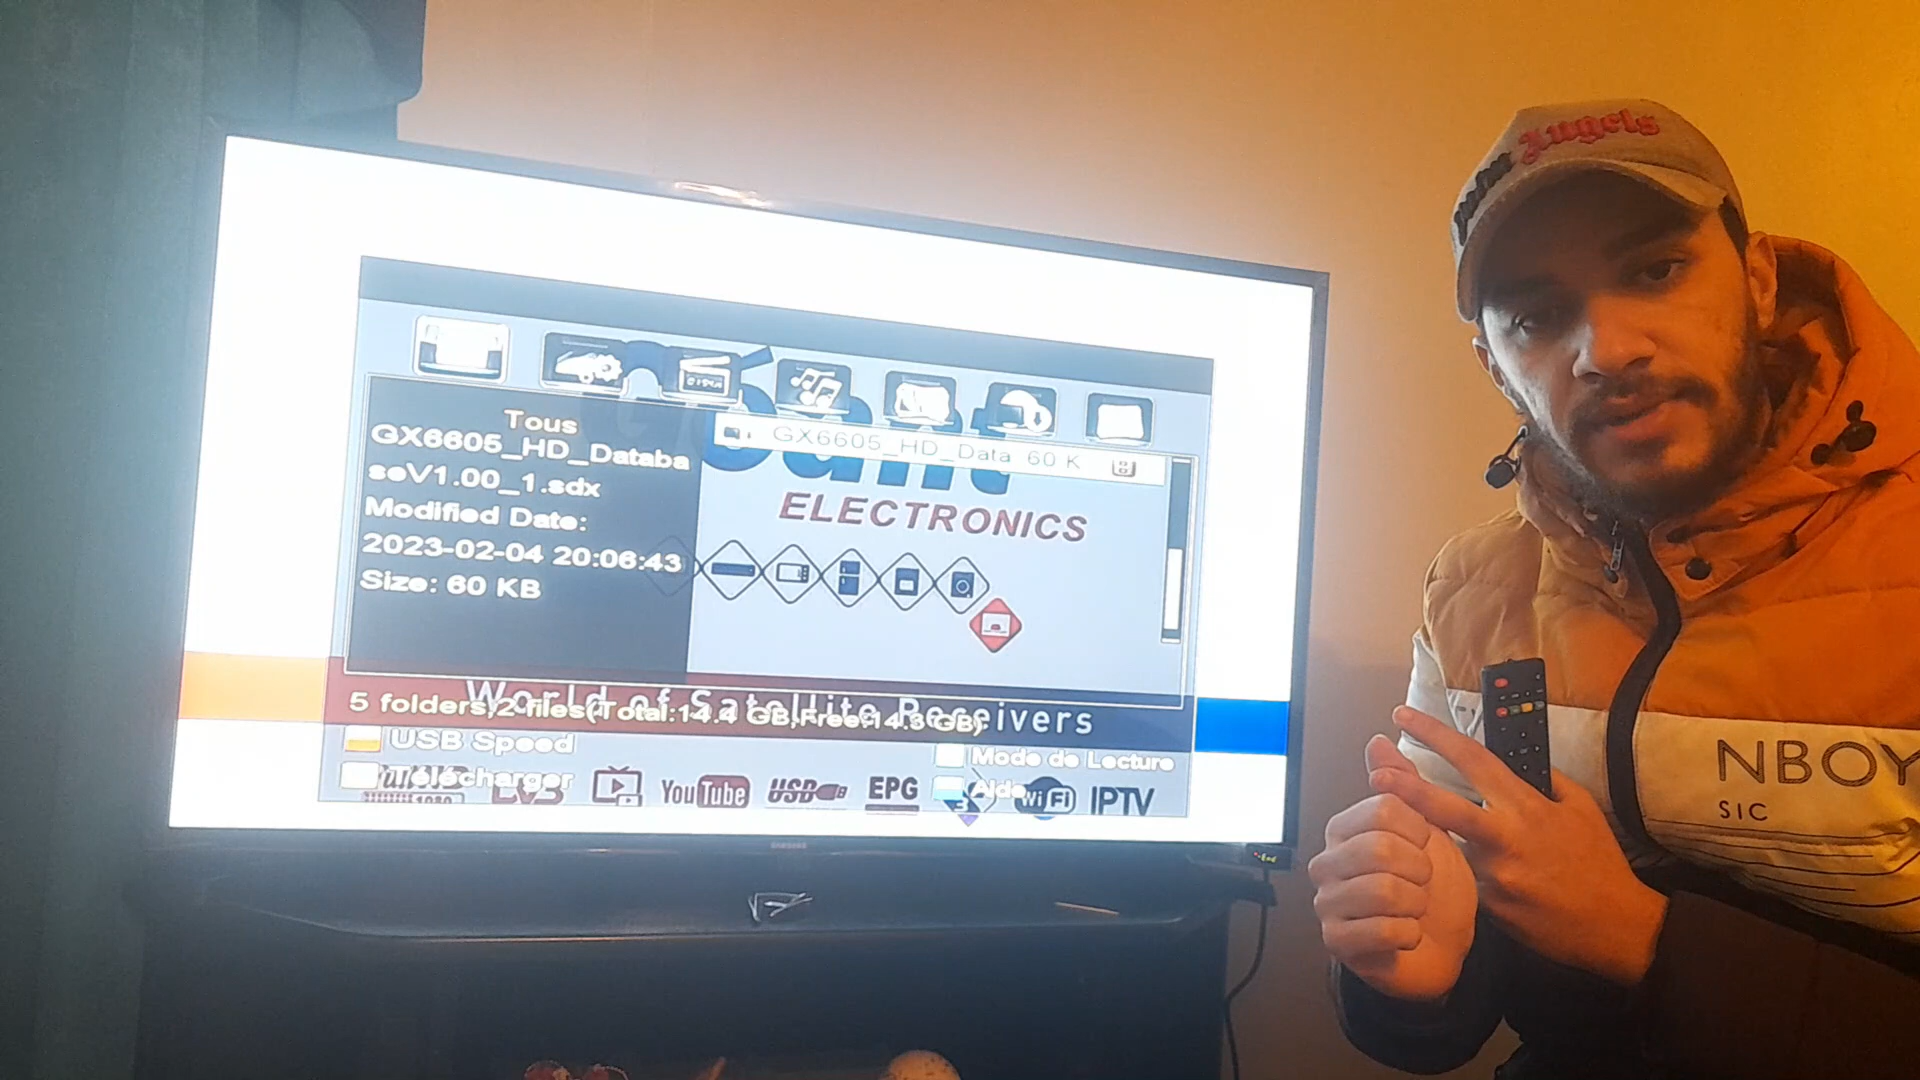 Angels
Tous
GX6605_HD_Databa
seV1.00_1.sdx
Modified Date:
2023-02-04 20:06:43
Size: 60 KB
GX6605_HD_Data 60 K
ELECTRONICS
World of Satellite Receivers
5 folders,2 files(Total:14.4 GB,Free:14.3 GB)
USB Speed
Mode de Lecture
Télécharger
Aide
DVB
YouTube
USB
EPG
WiFi
IPTV
SAMSUNG
NBOY
SIC